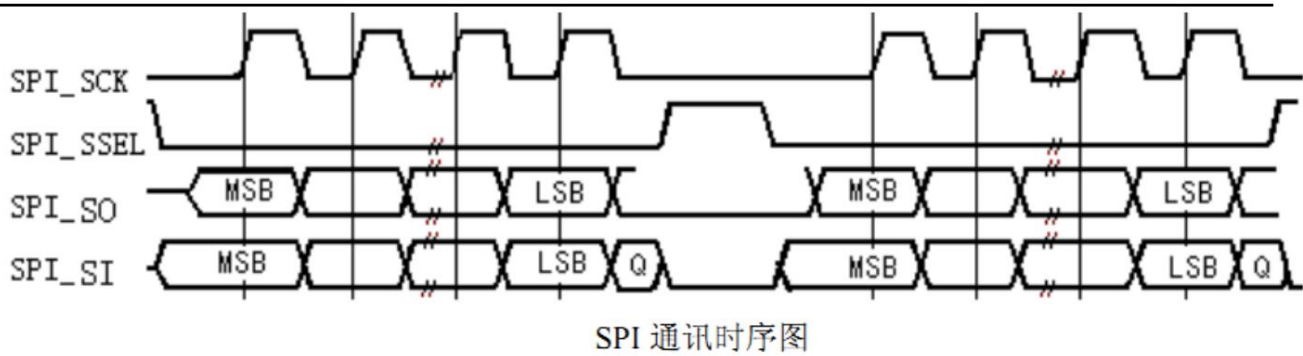 SPI_SCK
SPI_SSEL
SPI_SO MSB LSB MSB LSB
SPI_SI MSB LSB Q MSB LSB Q
SPI 通讯时序图